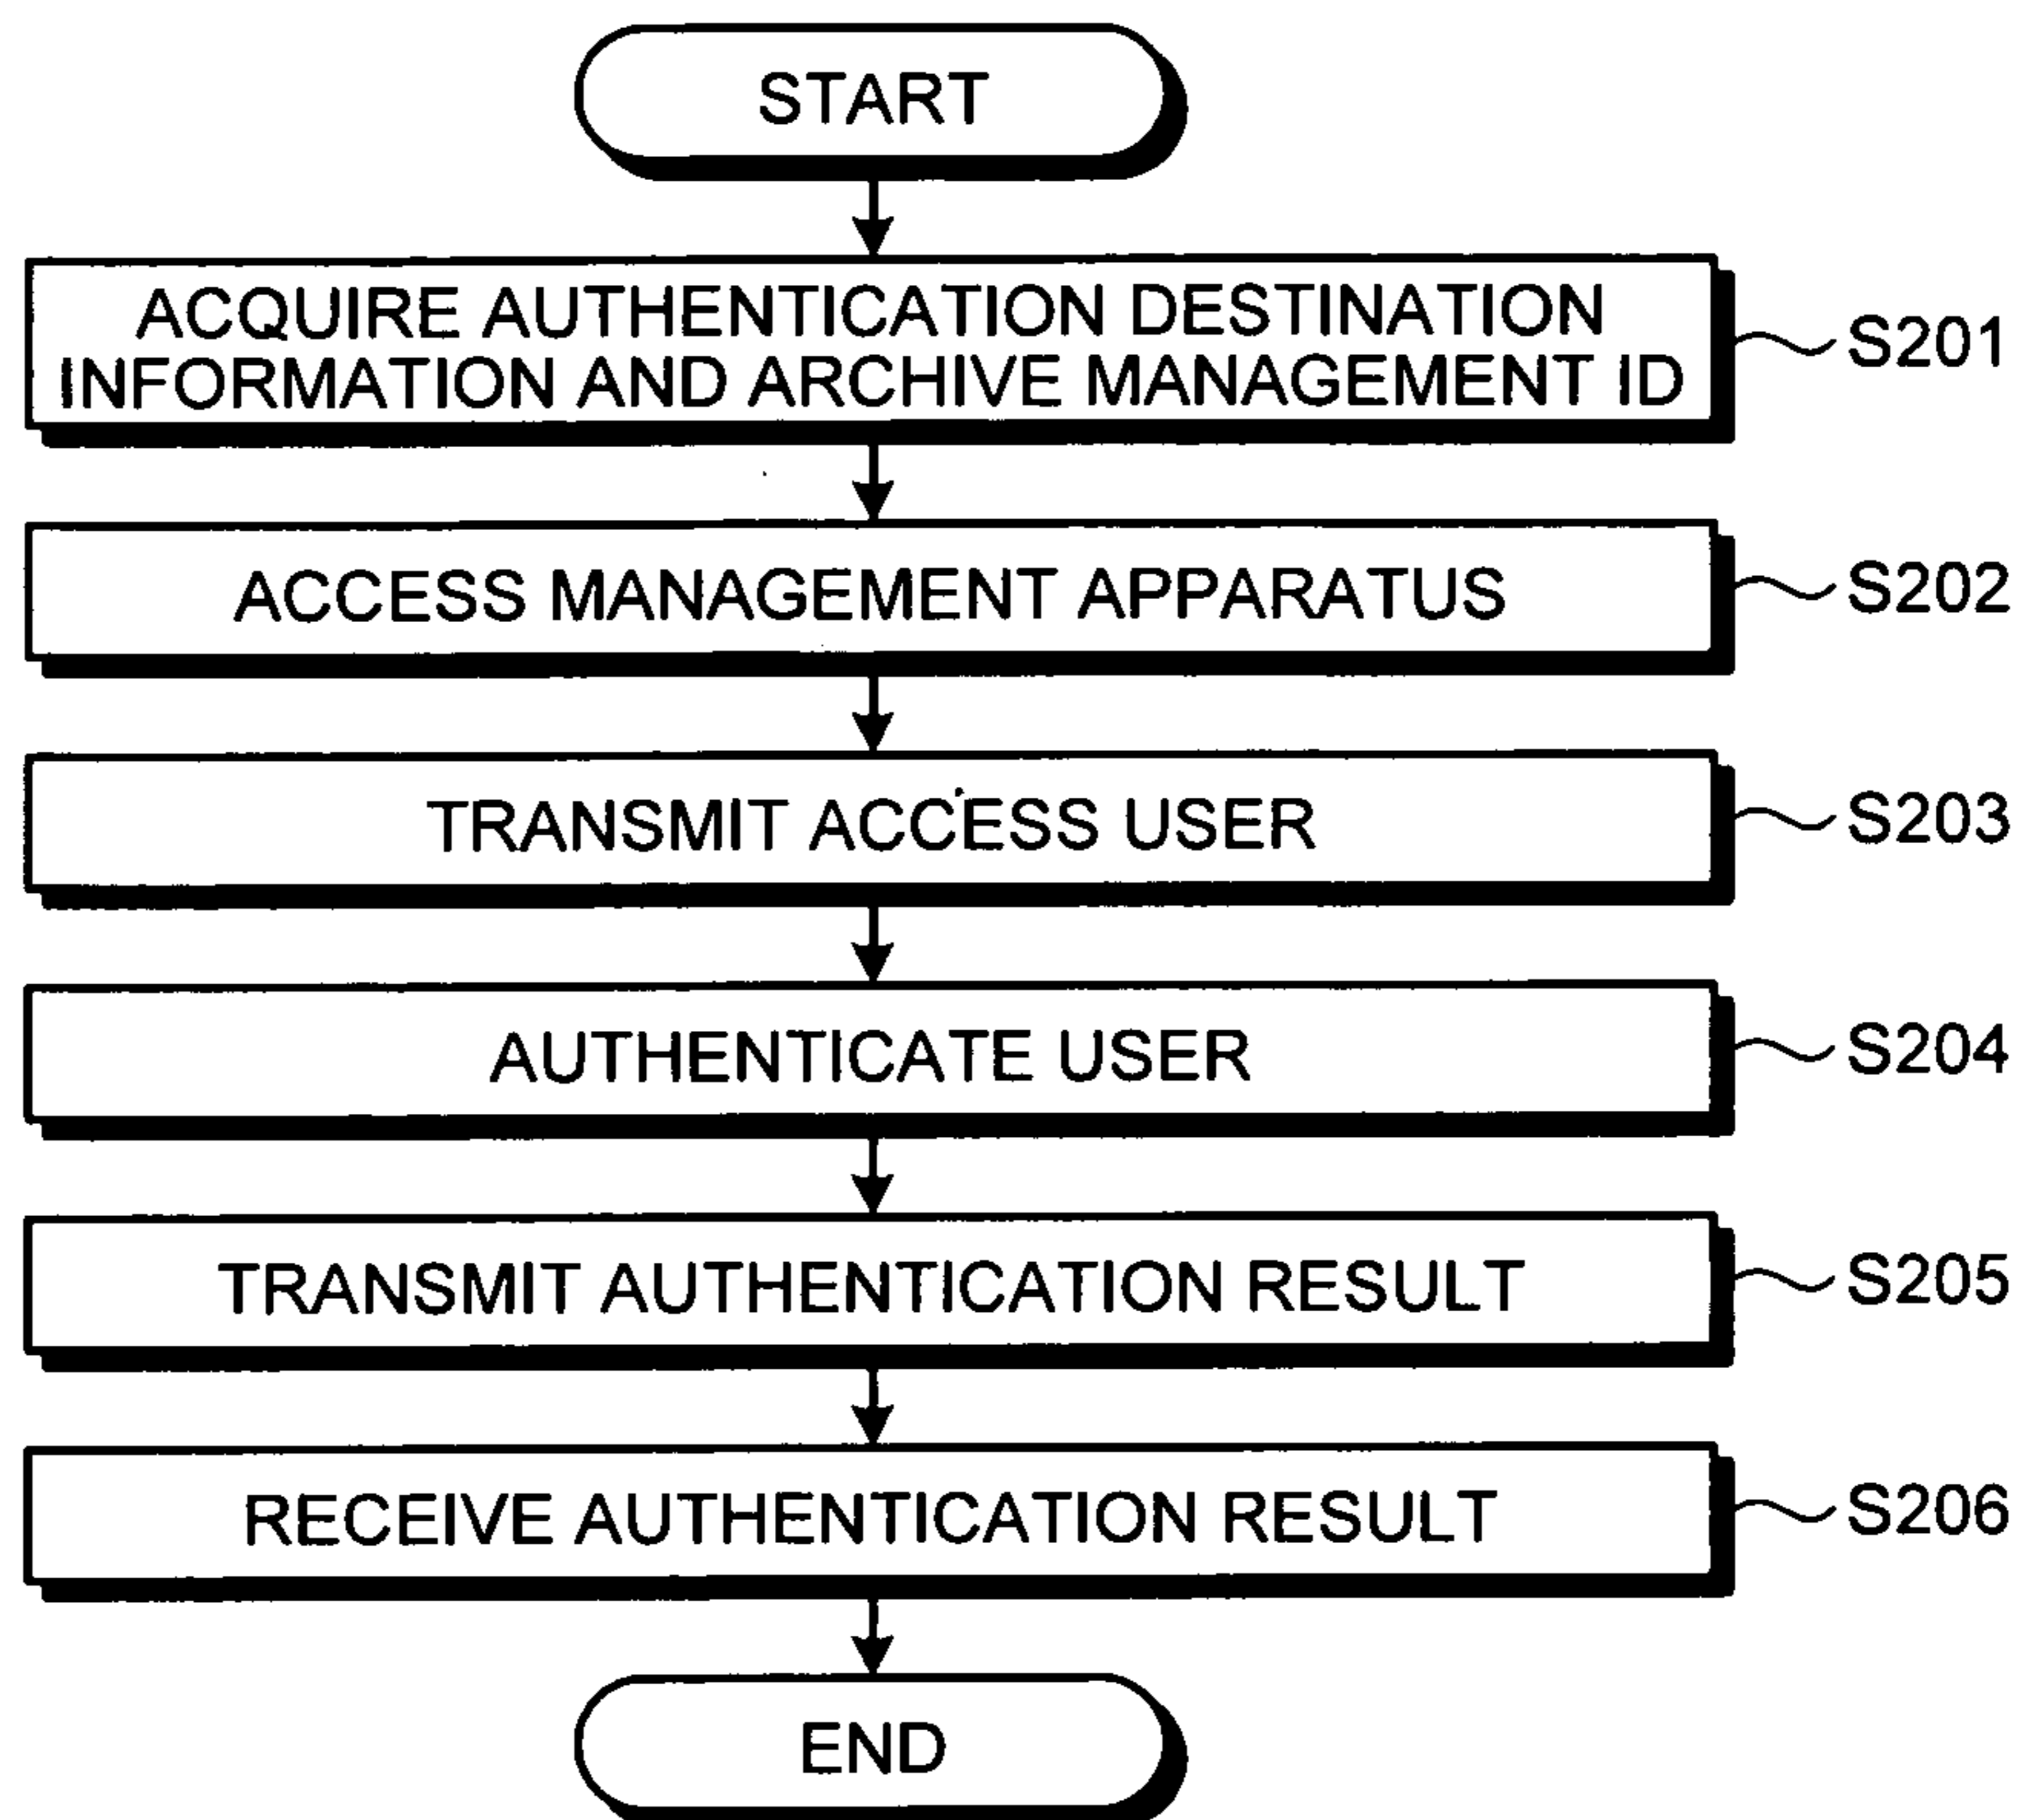 START
ACQUIRE AUTHENTICATION DESTINATION
INFORMATION AND ARCHIVE MANAGEMENT ID
S201
ACCESS MANAGEMENT APPARATUS
S202
TRANSMIT ACCESS USER
S203
AUTHENTICATE USER
S204
TRANSMIT AUTHENTICATION RESULT
S205
RECEIVE AUTHENTICATION RESULT
S206
END